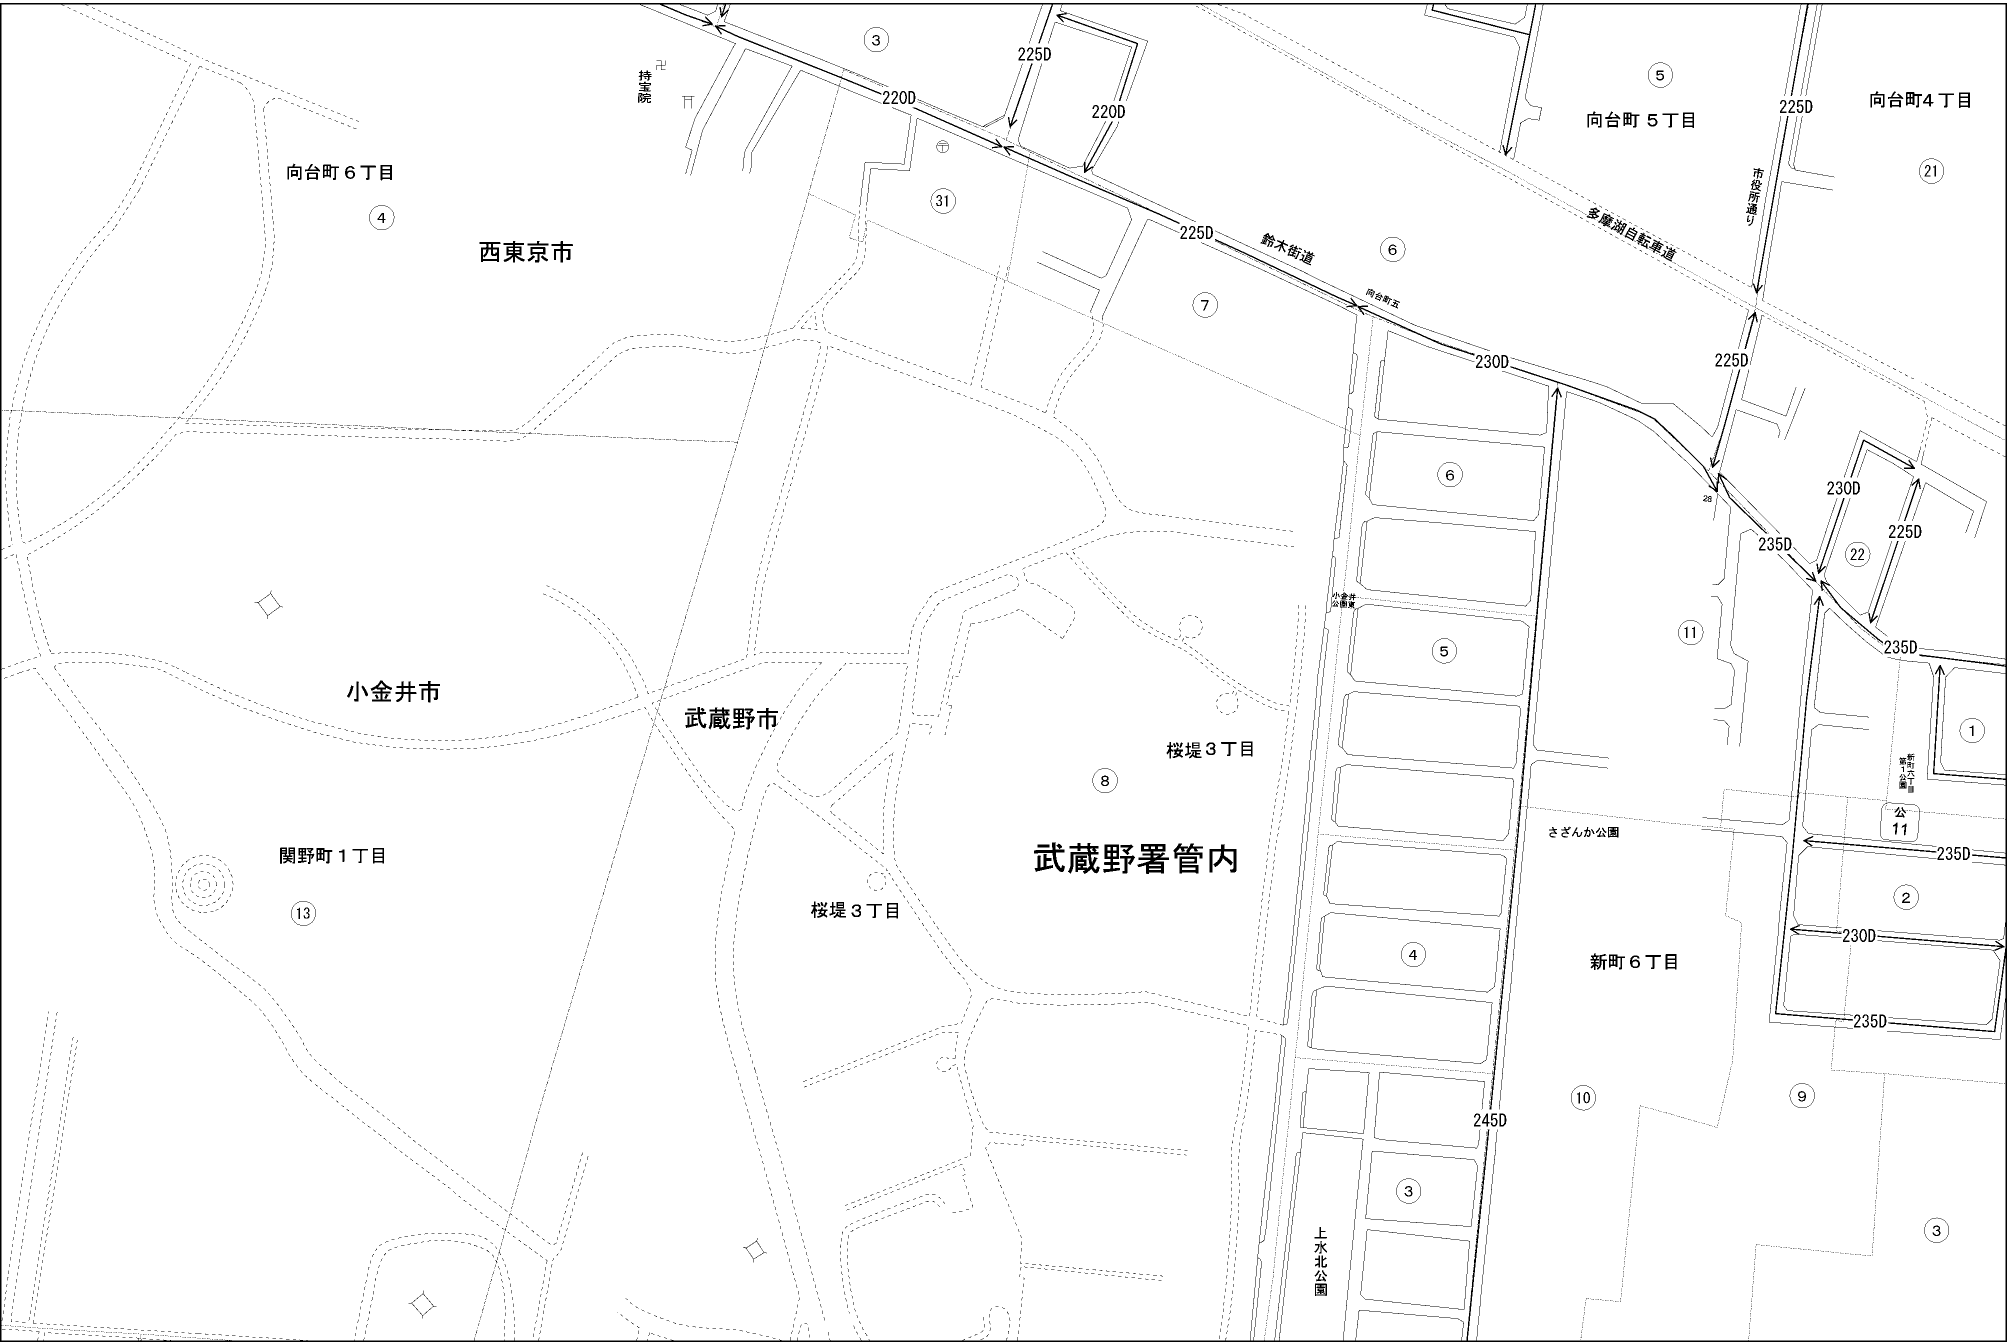 3
225D
220D
220D
持宝院
5
向台町５丁目
225D
向台町４丁目
21
向台町６丁目
4
西東京市
31
225D
鈴木街道
6
市役所通り
多摩湖自転車道
7
向台町五
230D
225D
6
28
235D
230D
225D
22
小金井
公園東
5
11
235D
小金井市
武蔵野市
桜堤３丁目
8
1
新町六丁目
第１公園
公
11
さざんか公園
関野町１丁目
13
武蔵野署管内
235D
2
桜堤３丁目
230D
4
新町６丁目
235D
245D
10
9
3
3
上水北公園